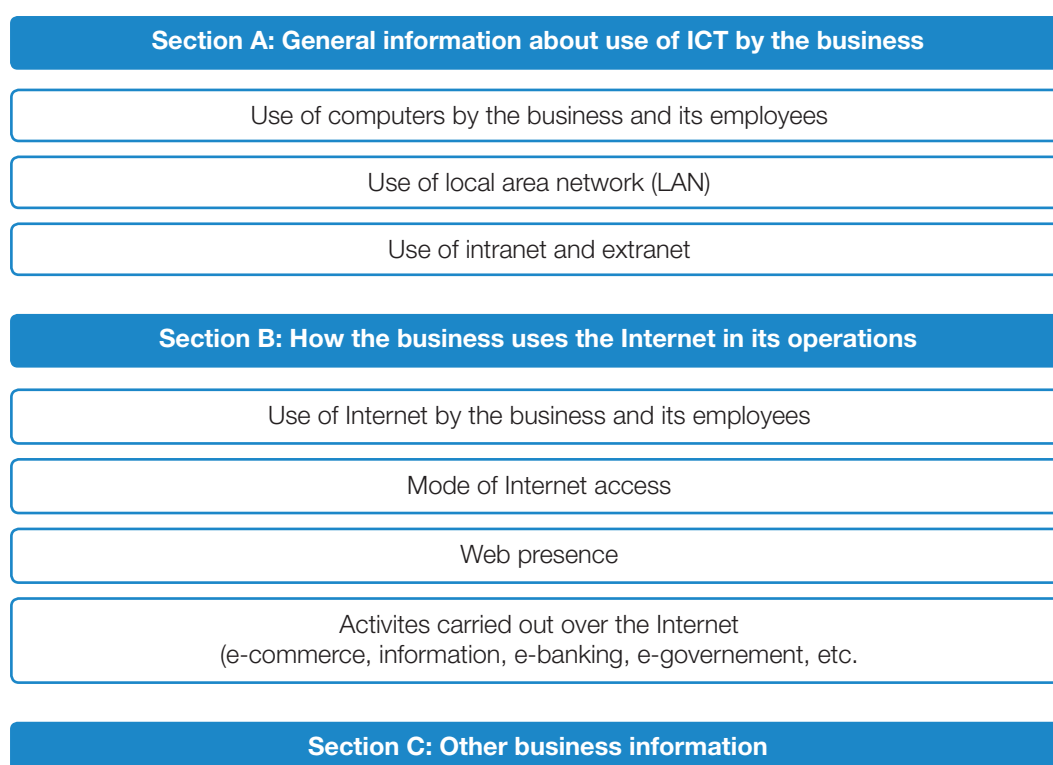 Section A: General information about use of ICT by the business
Use of computers by the business and its employees
Use of local area network (LAN)
Use of intranet and extranet
Section B: How the business uses the Internet in its operations
Use of Internet by the business and its employees
Mode of Internet access
Web presence
Activites carried out over the Internet
(e-commerce, information, e-banking, e-governement, etc.
Section C: Other business information